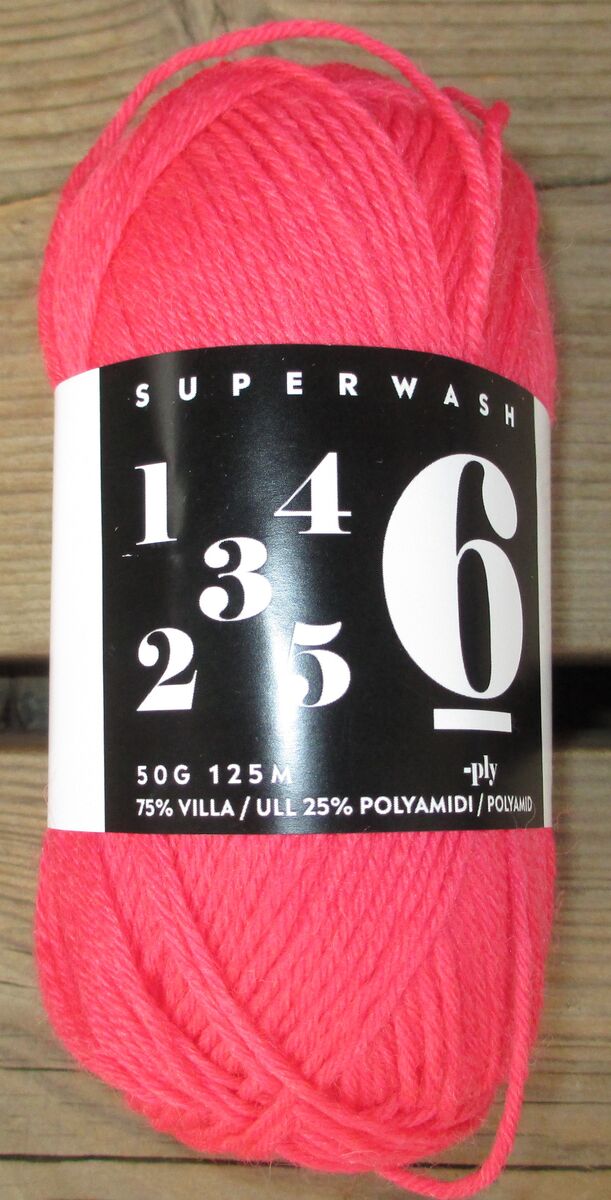 SUPERWASH
1 4 6
3
2 5
-ply
50G 125M
75% VILLA / ULL 25% POLYAMIDI / POLYAMID